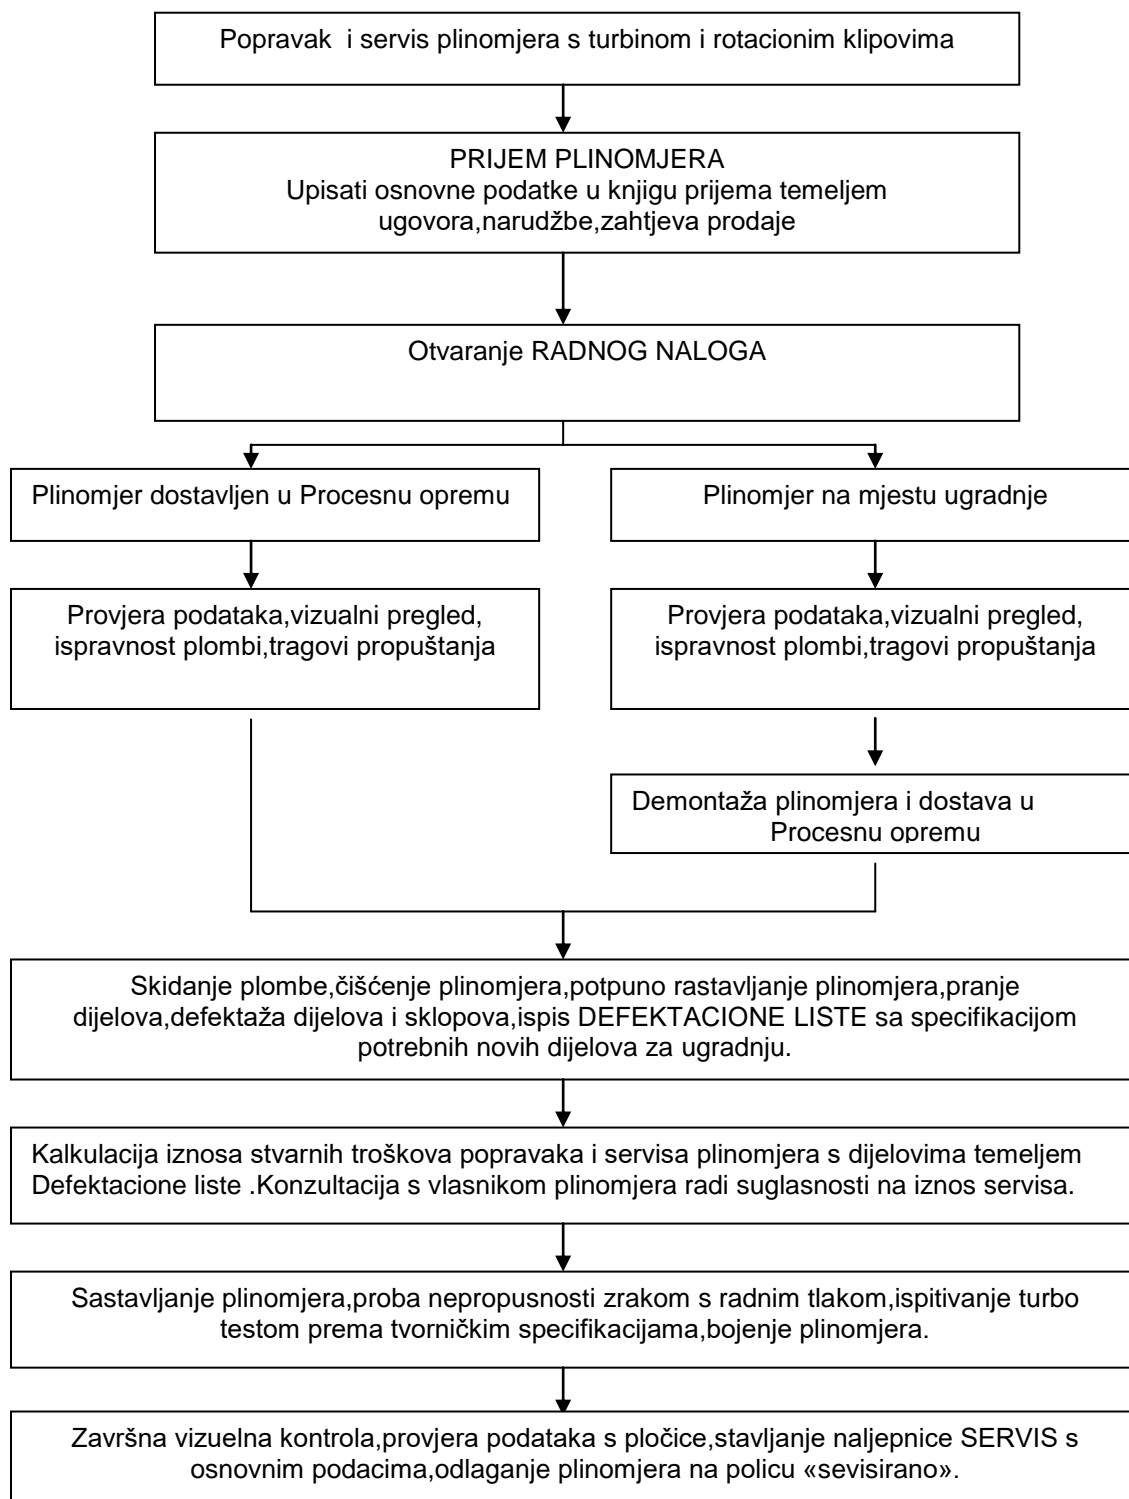 Popravak  i servis plinomjera s turbinom i rotacionim klipovima
PRIJEM PLINOMJERA
Upisati osnovne podatke u knjigu prijema temeljem
ugovora,narudžbe,zahtjeva prodaje
Otvaranje RADNOG NALOGA
Plinomjer dostavljen u Procesnu opremu
Plinomjer na mjestu ugradnje
Provjera podataka,vizualni pregled,
ispravnost plombi,tragovi propuštanja
Provjera podataka,vizualni pregled,
ispravnost plombi,tragovi propuštanja
Demontaža plinomjera i dostava u
Procesnu opremu
Skidanje plombe,čišćenje plinomjera,potpuno rastavljanje plinomjera,pranje
dijelova,defektaža dijelova i sklopova,ispis DEFEKTACIONE LISTE sa specifikacijom
potrebnih novih dijelova za ugradnju.
Kalkulacija iznosa stvarnih troškova popravaka i servisa plinomjera s dijelovima temeljem
Defektacione liste .Konzultacija s vlasnikom plinomjera radi suglasnosti na iznos servisa.
Sastavljanje plinomjera,proba nepropusnosti zrakom s radnim tlakom,ispitivanje turbo
testom prema tvorničkim specifikacijama,bojenje plinomjera.
Završna vizuelna kontrola,provjera podataka s pločice,stavljanje naljepnice SERVIS s
osnovnim podacima,odlaganje plinomjera na policu «sevisirano».